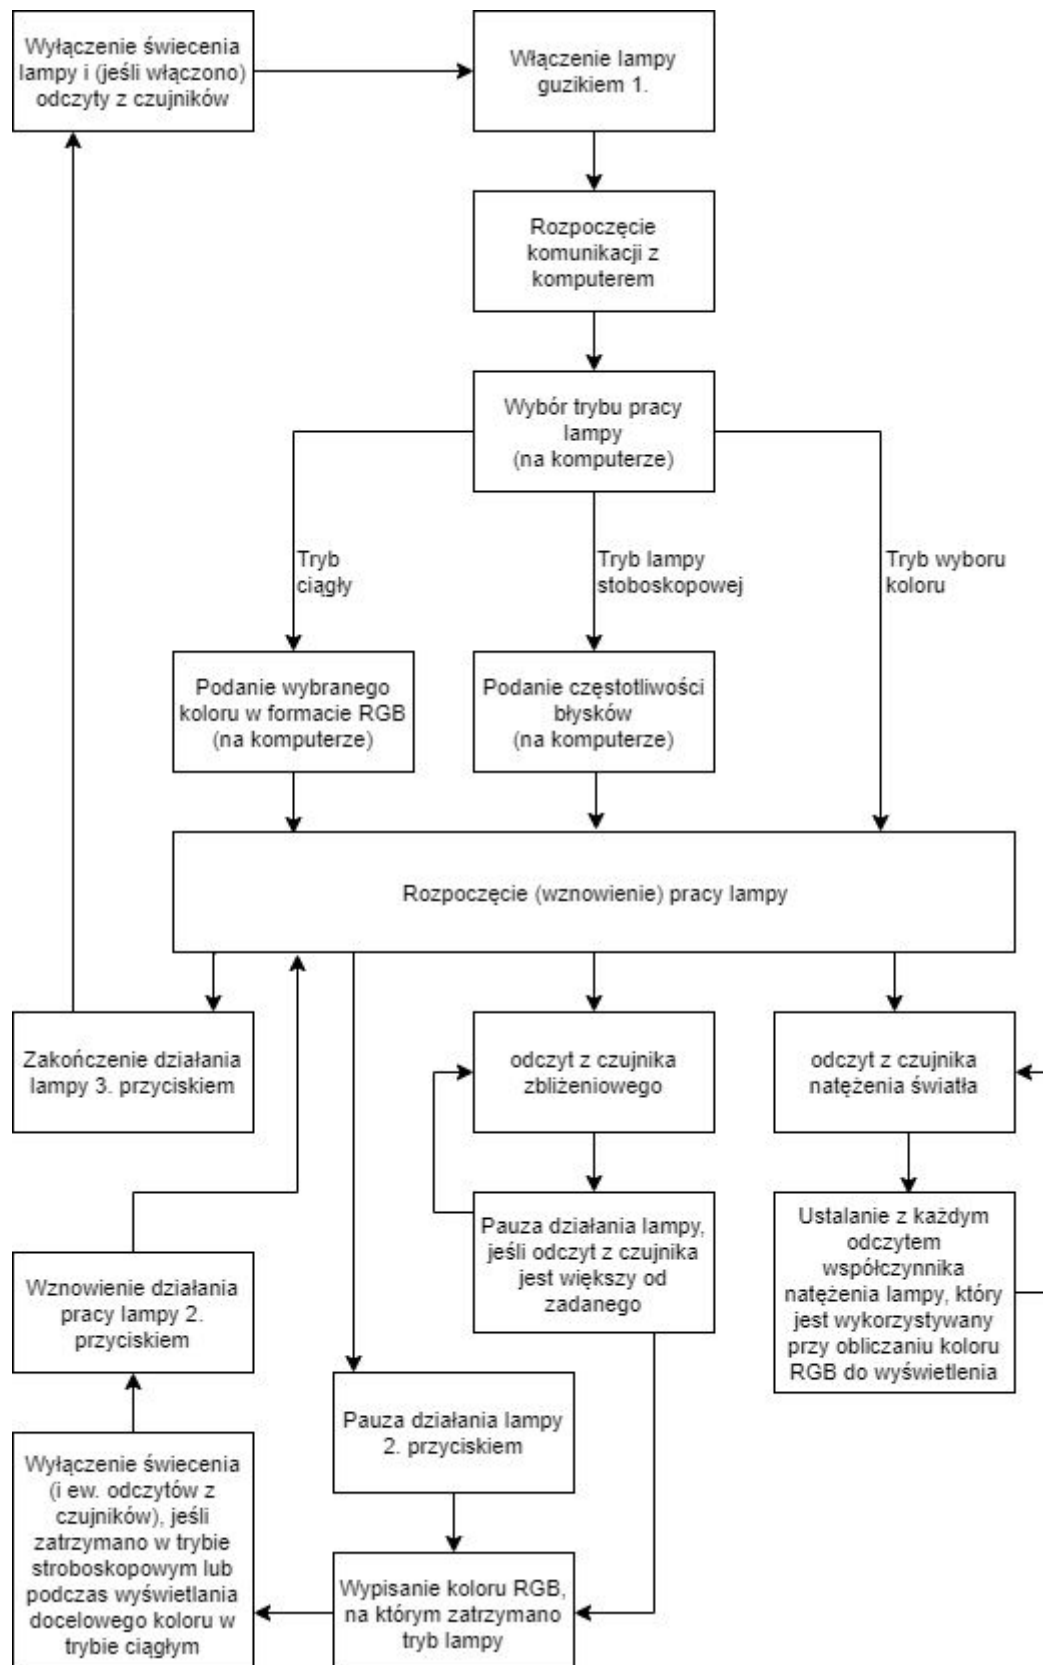 Wyłączenie świecenia
lampy i (jeśli włączono)
odczyty z czujników
Włączenie lampy
guzikiem 1.
Rozpoczęcie
komunikacji z
komputerem
Wybór trybu pracy
lampy
(na komputerze)
Tryb
ciągły
Tryb lampy
stoboskopowej
Tryb wyboru
koloru
Podanie wybranego
koloru w formacie RGB
(na komputerze)
Podanie częstotliwości
błysków
(na komputerze)
Rozpoczęcie (wznowienie) pracy lampy
Zakończenie działania
lampy 3. przyciskiem
odczyt z czujnika
zbliżeniowego
odczyt z czujnika
natężenia światła
Wznowienie działania
pracy lampy 2.
przyciskiem
Pauza działania lampy,
jeśli odczyt z czujnika
jest większy od
zadanego
Ustalanie z każdym
odczytem
współczynnika
natężenia lampy, który
jest wykorzystywany
przy obliczaniu koloru
RGB do wyświetlenia
Pauza działania lampy
2. przyciskiem
Wyłączenie świecenia
(i ew. odczytów z
czujników), jeśli
zatrzymano w trybie
stroboskopowym lub
podczas wyświetlania
docelowego koloru w
trybie ciągłym
Wypisanie koloru RGB,
na którym zatrzymano
tryb lampy